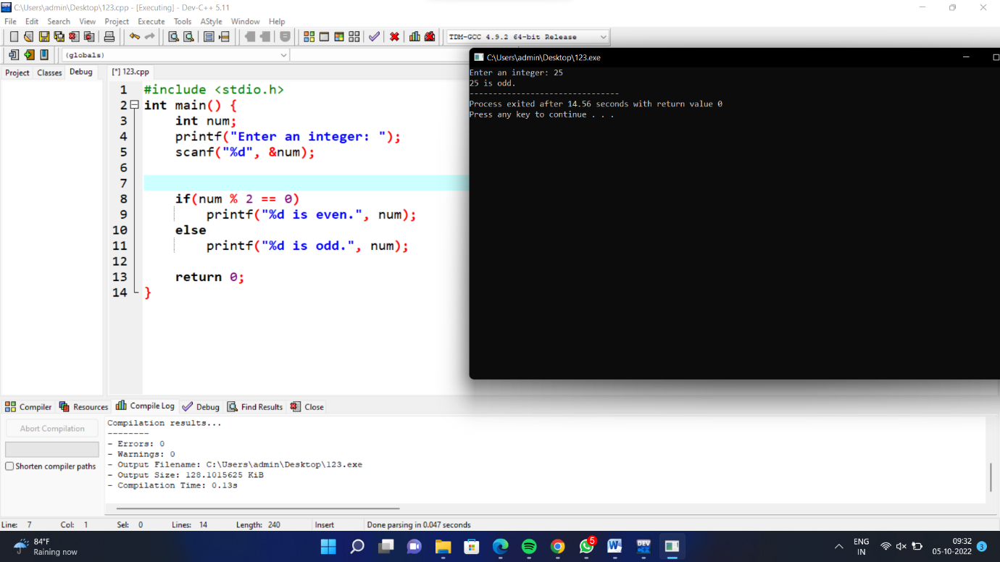 C:\Users\admin\Desktop\123.cpp - [Executing] - Dev-C++ 5.11
File Edit Search View Project Execute Tools AStyle Window Help
TDM-GCC 4.9.2 64-bit Release
(globals)
Project Classes Debug
[*] 123.cpp
1 #include <stdio.h>
2 int main() {
3 int num;
4 printf("Enter an integer: ");
5 scanf("%d", &num);
6
7
8 if(num % 2 == 0)
9 printf("%d is even.", num);
10 else
11 printf("%d is odd.", num);
12
13 return 0;
14 }
C:\Users\admin\Desktop\123.exe
Enter an integer: 25
25 is odd.
--------------------------------
Process exited after 14.56 seconds with return value 0
Press any key to continue . . .
Compiler Resources Compile Log Debug Find Results Close
Abort Compilation
Shorten compiler paths
Compilation results...
--------
- Errors: 0
- Warnings: 0
- Output Filename: C:\Users\admin\Desktop\123.exe
- Output Size: 128.1015625 KiB
- Compilation Time: 0.13s
Line: 7 Col: 1 Sel: 0 Lines: 14 Length: 240 Insert Done parsing in 0.047 seconds
84°F
Raining now
5
W
DEV
ENG
IN
09:32
05-10-2022
3